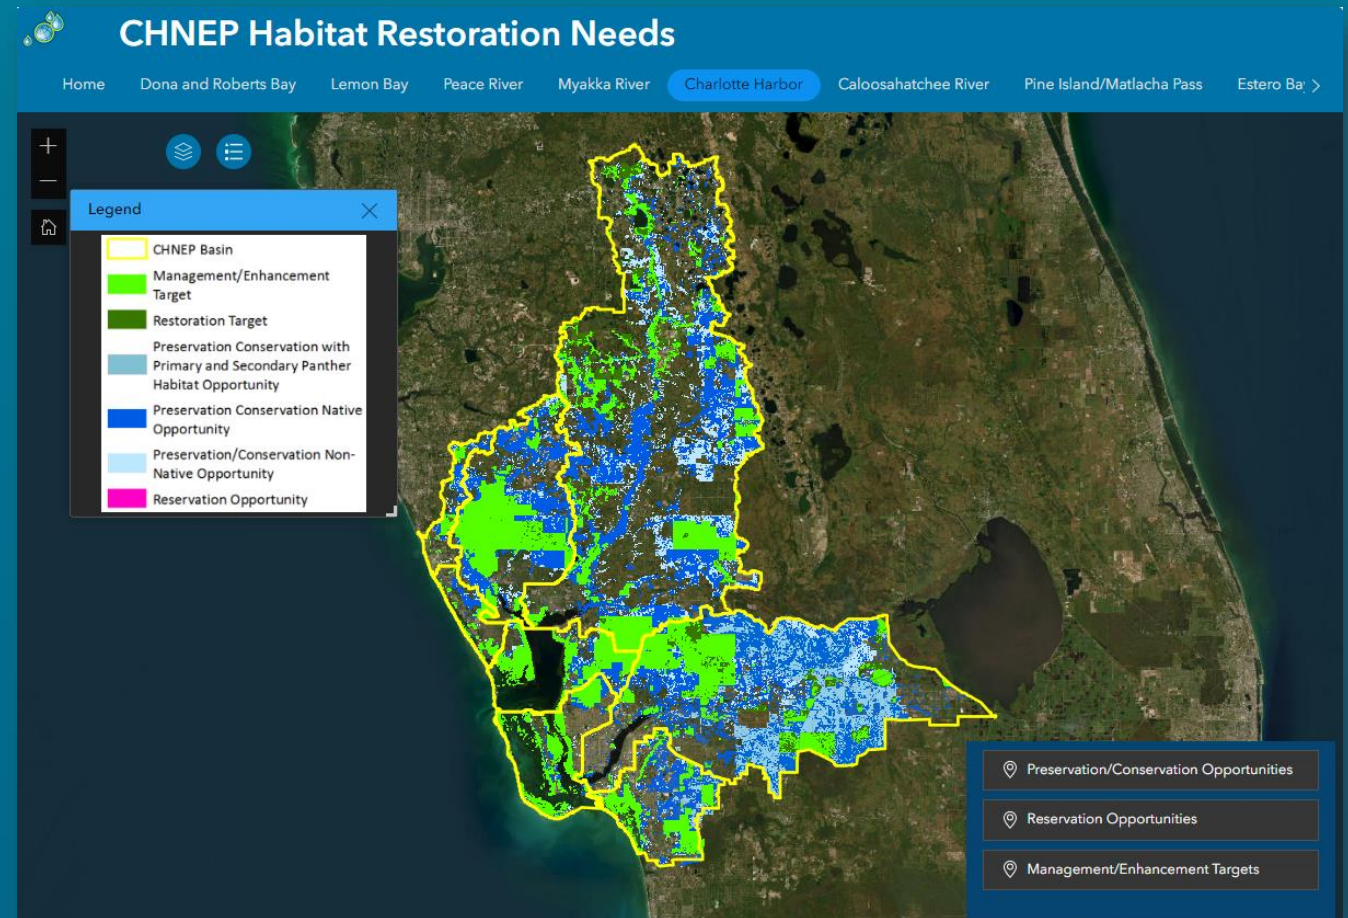 CHNEP Habitat Restoration Needs
Home Dona and Roberts Bay Lemon Bay Peace River Myakka River Charlotte Harbor Caloosahatchee River Pine Island/Matlacha Pass Estero Ba
Legend
CHNEP Basin
Management/Enhancement
Target
Restoration Target
Preservation Conservation with
Primary and Secondary Panther
Habitat Opportunity
Preservation Conservation Native
Opportunity
Preservation/Conservation Non-
Native Opportunity
Reservation Opportunity
Preservation/Conservation Opportunities
Reservation Opportunities
Management/Enhancement Targets